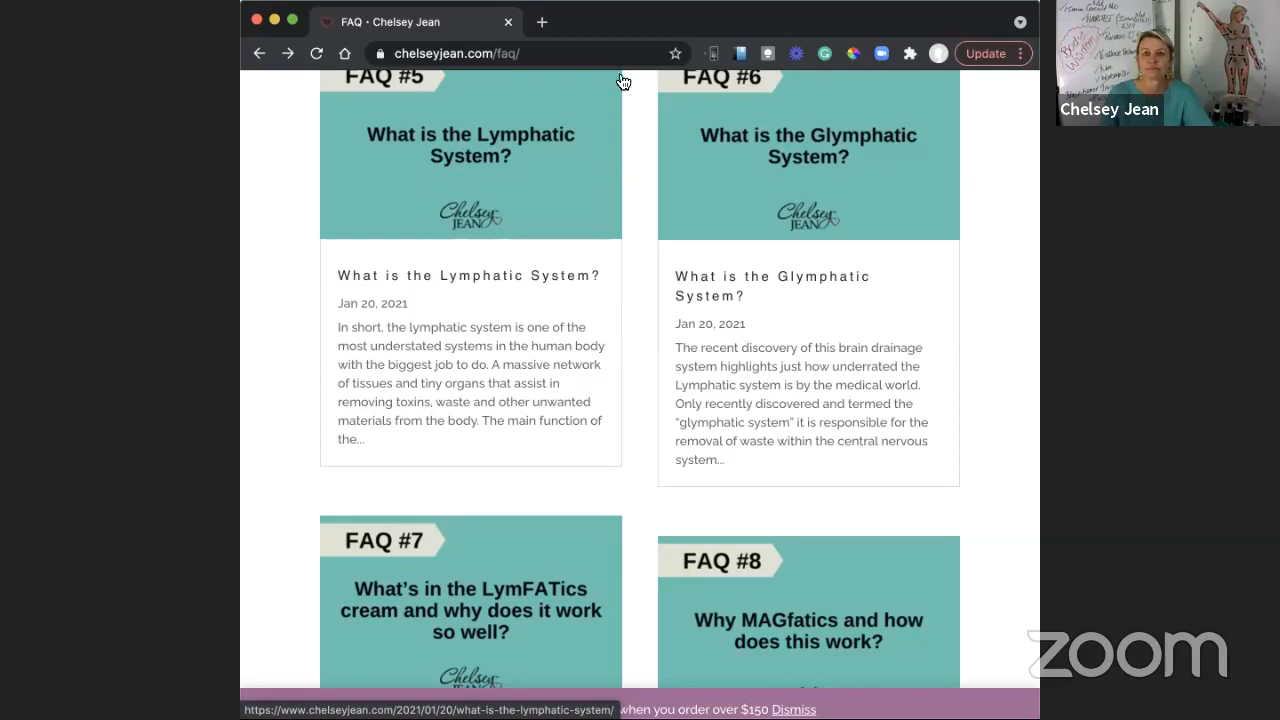 FAQ • Chelsey Jean
chelseyjean.com/faq/
Update
Chelsey Jean
FAQ #5
What is the Lymphatic
System?
Chelsey
JEAN
What is the Lymphatic System?
Jan 20, 2021
In short, the lymphatic system is one of the
most understated systems in the human body
with the biggest job to do. A massive network
of tissues and tiny organs that assist in
removing toxins, waste and other unwanted
materials from the body. The main function of
the...
FAQ #6
What is the Glymphatic
System?
Chelsey
JEAN
What is the Glymphatic
System?
Jan 20, 2021
The recent discovery of this brain drainage
system highlights just how underrated the
Lymphatic system is by the medical world.
Only recently discovered and termed the
“glymphatic system” it is responsible for the
removal of waste within the central nervous
system...
FAQ #7
What’s in the LymFATics
cream and why does it work
so well?
Chelsey
JEAN
FAQ #8
Why MAGfatics and how
does this work?
https://www.chelseyjean.com/2021/01/20/what-is-the-lymphatic-system/
when you order over $150 Dismiss
zoom